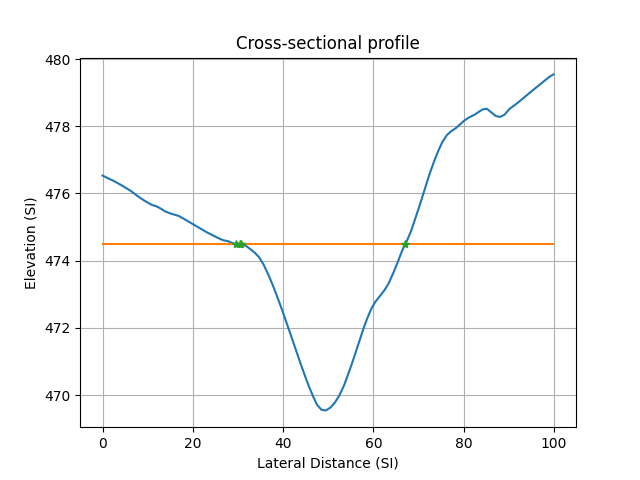 Cross-sectional profile
480
478
476
474
472
470
Elevation (SI)
0 20 40 60 80 100
Lateral Distance (SI)